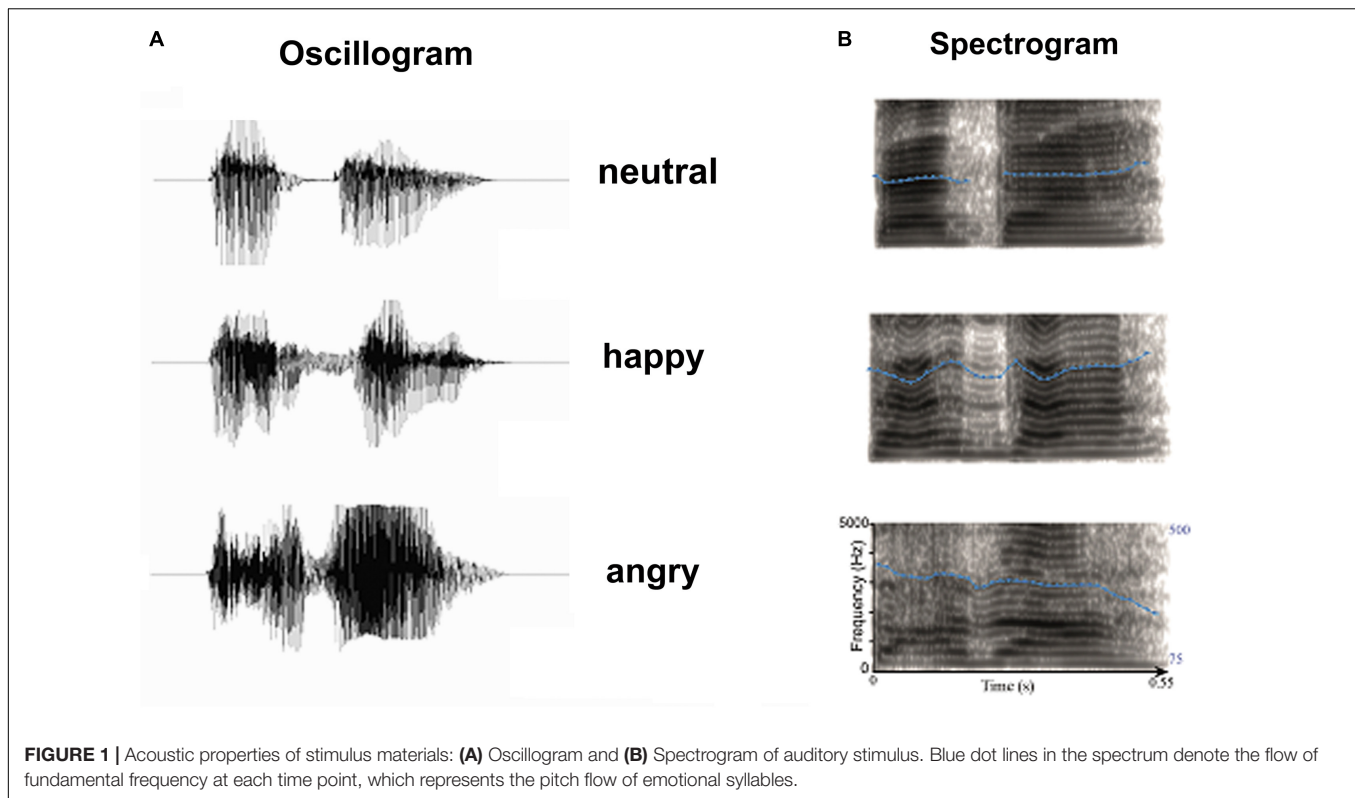 A
Oscillogram
B
Spectrogram
neutral
happy
angry
5000
500
Frequency (Hz)
0
75
0
Time (s)
0.55
FIGURE 1 | Acoustic properties of stimulus materials: (A) Oscillogram and (B) Spectrogram of auditory stimulus. Blue dot lines in the spectrum denote the flow of
fundamental frequency at each time point, which represents the pitch flow of emotional syllables.